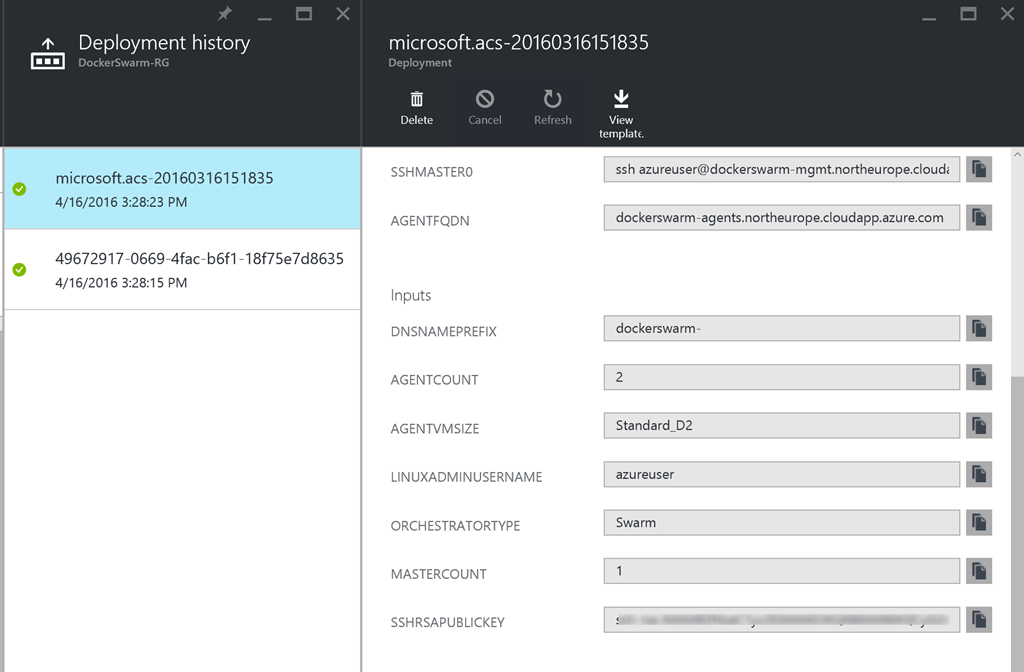 Deployment history
DockerSwarm-RG
microsoft.acs-20160316151835
4/16/2016 3:28:23 PM
49672917-0669-4fac-b6f1-18f75e7d8635
4/16/2016 3:28:15 PM
microsoft.acs-20160316151835
Deployment
Delete
Cancel
Refresh
View
template.
SSHMASTER0
ssh azureuser@dockerswarm-mgmt.northeurope.clouda
AGENTFQDN
dockerswarm-agents.northeurope.cloudapp.azure.com
Inputs
DNSNAMEPREFIX
dockerswarm-
AGENTCOUNT
2
AGENTVMSIZE
Standard_D2
LINUXADMINUSERNAME
azureuser
ORCHESTRATORTYPE
Swarm
MASTERCOUNT
1
SSHRSAPUBLICKEY